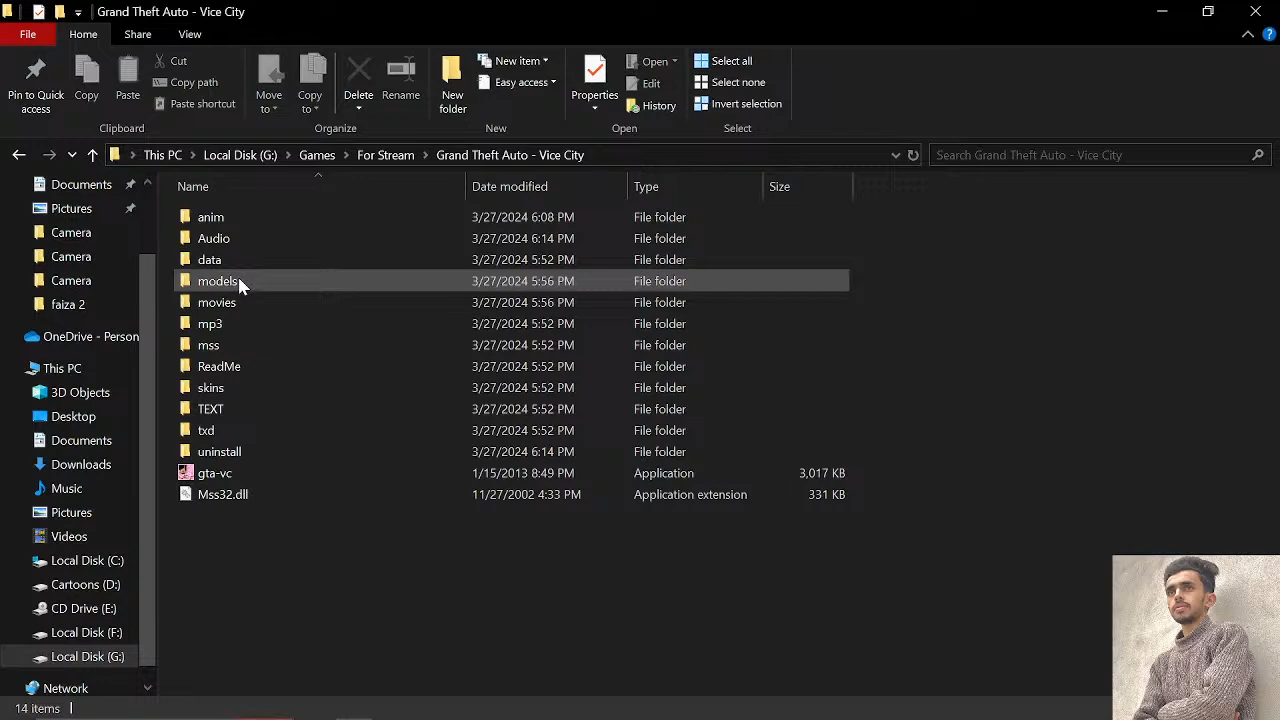 Grand Theft Auto - Vice City
File Home Share View
Pin to Quick access
Copy
Paste
Cut
Copy path
Paste shortcut
Clipboard
Move to
Copy to
Delete
Rename
Organize
New folder
New item
Easy access
New
Properties
Open
Edit
History
Open
Select all
Select none
Invert selection
Select
This PC > Local Disk (G:) > Games > For Stream > Grand Theft Auto - Vice City
Search Grand Theft Auto - Vice City
Documents
Pictures
Camera
Camera
Camera
faiza 2
OneDrive - Person
This PC
3D Objects
Desktop
Documents
Downloads
Music
Pictures
Videos
Local Disk (C:)
Cartoons (D:)
CD Drive (E:)
Local Disk (F:)
Local Disk (G:)
Network
Name Date modified Type Size
anim 3/27/2024 6:08 PM File folder
Audio 3/27/2024 6:14 PM File folder
data 3/27/2024 5:52 PM File folder
models 3/27/2024 5:56 PM File folder
movies 3/27/2024 5:56 PM File folder
mp3 3/27/2024 5:52 PM File folder
mss 3/27/2024 5:52 PM File folder
ReadMe 3/27/2024 5:52 PM File folder
skins 3/27/2024 5:52 PM File folder
TEXT 3/27/2024 5:52 PM File folder
txd 3/27/2024 5:52 PM File folder
uninstall 3/27/2024 6:14 PM File folder
gta-vc 1/15/2013 8:49 PM Application 3,017 KB
Mss32.dll 11/27/2002 4:33 PM Application extension 331 KB
14 items